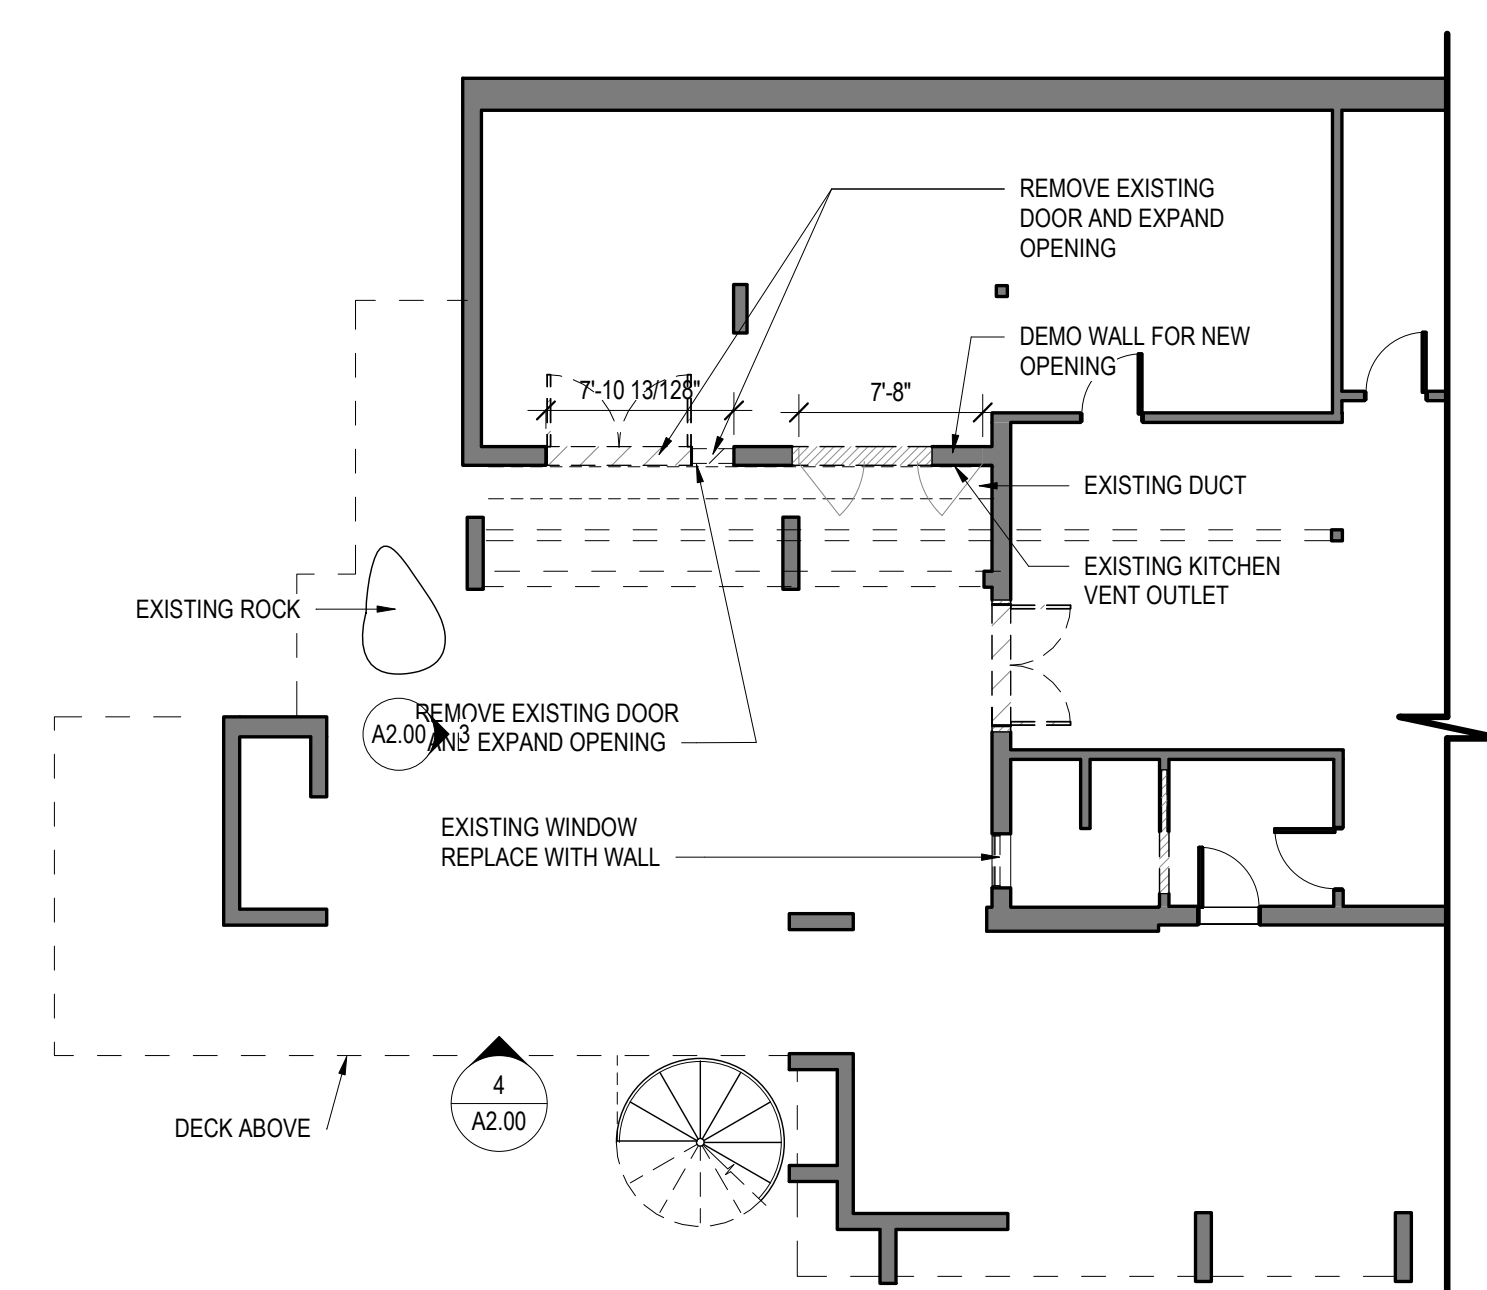 REMOVE EXISTING
DOOR AND EXPAND
OPENING
DEMO WALL FOR NEW
OPENING
7'-10 13/128"
7'-8"
EXISTING DUCT
EXISTING KITCHEN
VENT OUTLET
EXISTING ROCK
REMOVE EXISTING DOOR
AND EXPAND OPENING
A2.00
3
EXISTING WINDOW
REPLACE WITH WALL
4
A2.00
DECK ABOVE